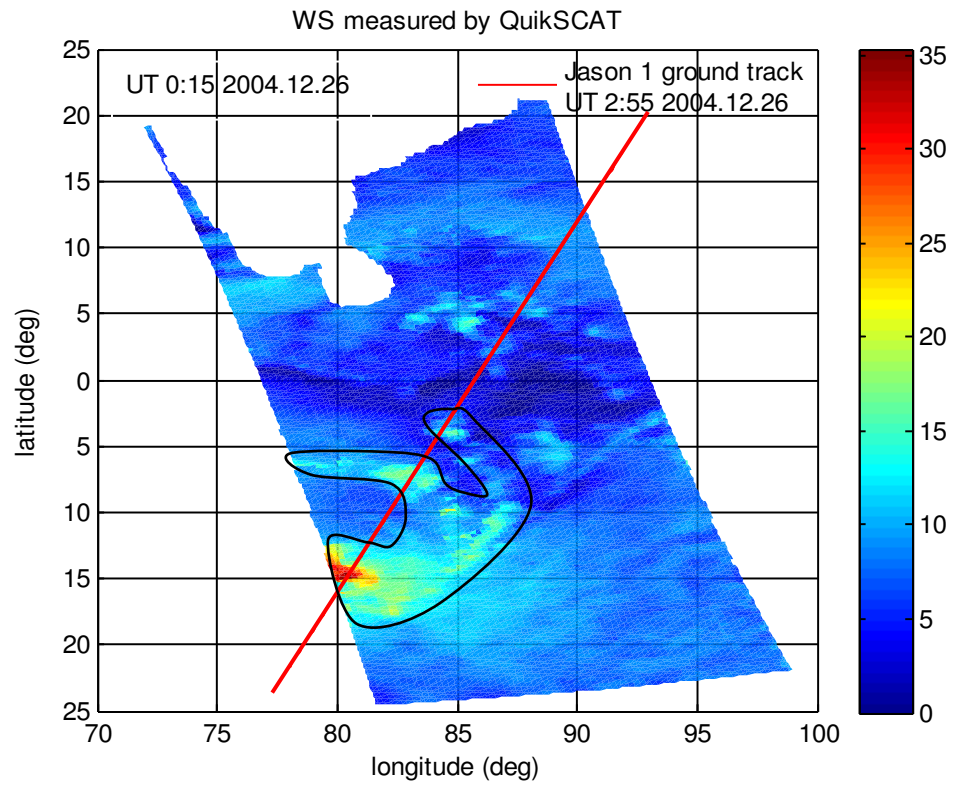 WS measured by QuikSCAT
UT 0:15 2004.12.26
Jason 1 ground track
UT 2:55 2004.12.26
25
20
15
10
5
0
5
10
15
20
25
latitude (deg)
70 75 80 85 90 95 100
longitude (deg)
35
30
25
20
15
10
5
0